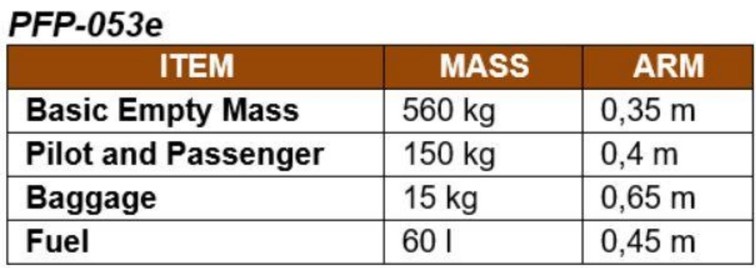 PFP-053e
ITEM MASS ARM
Basic Empty Mass 560 kg 0,35 m
Pilot and Passenger 150 kg 0,4 m
Baggage 15 kg 0,65 m
Fuel 60 l 0,45 m